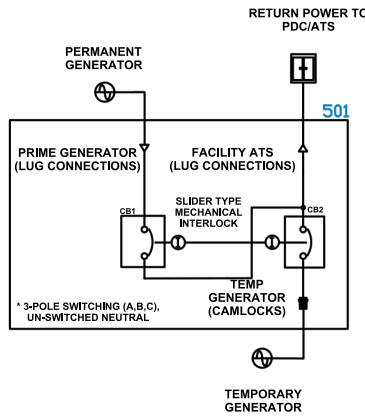 RETURN POWER TO
PDC/ATS
PERMANENT
GENERATOR
501
PRIME GENERATOR
(LUG CONNECTIONS)
FACILITY ATS
(LUG CONNECTIONS)
SLIDER TYPE
MECHANICAL
INTERLOCK
CB1
CB2
TEMP
GENERATOR
(CAMLOCKS)
* 3-POLE SWITCHING (A,B,C),
UN-SWITCHED NEUTRAL
TEMPORARY
GENERATOR